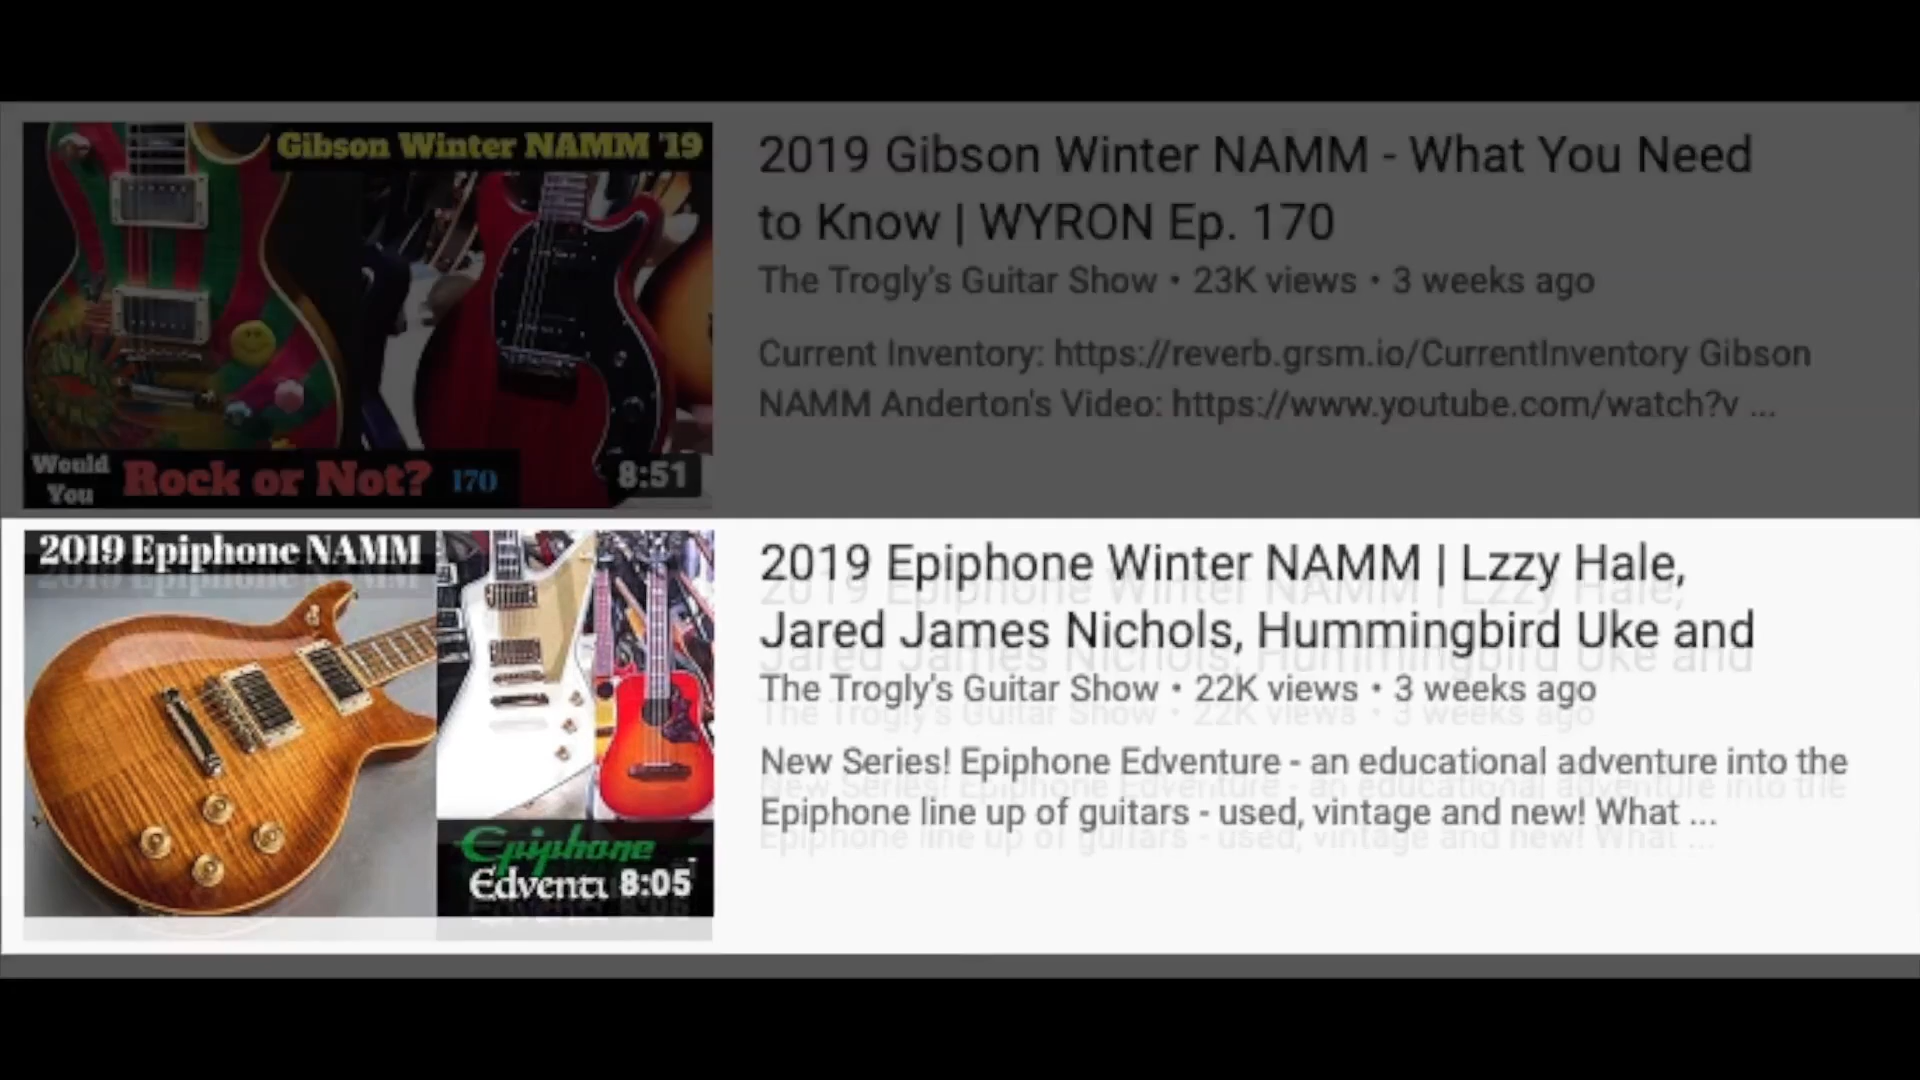 Gibson Winter NAMM '19
Would
You
Rock or Not?
170
8:51
2019 Gibson Winter NAMM - What You Need
to Know | WYRON Ep. 170
The Trogly's Guitar Show • 23K views • 3 weeks ago
Current Inventory: https://reverb.grsm.io/CurrentInventory Gibson
NAMM Anderton's Video: https://www.youtube.com/watch?v ...
2019 Epiphone NAMM
Epiphone
8:05
2019 Epiphone Winter NAMM | Lzzy Hale,
Jared James Nichols, Hummingbird Uke and
The Trogly's Guitar Show • 22K views • 3 weeks ago
New Series! Epiphone Edventure - an educational adventure into the
Epiphone line up of guitars - used, vintage and new! What ...